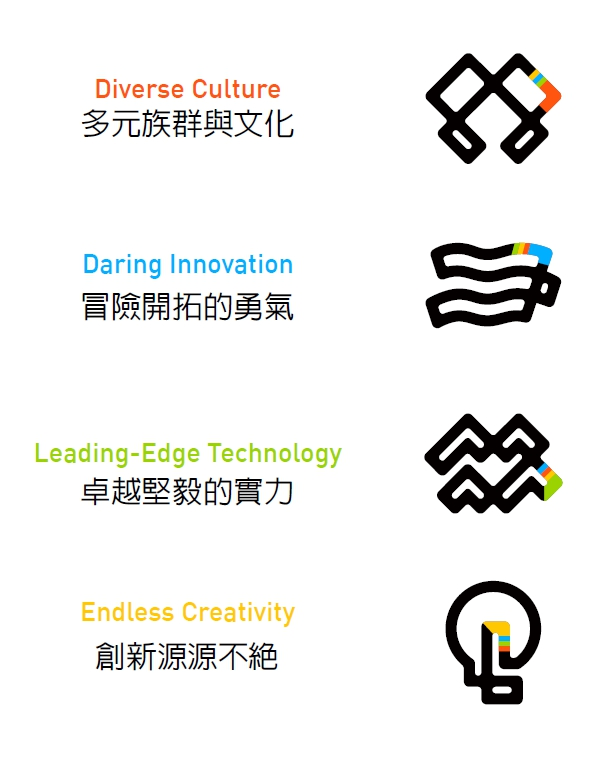 Diverse Culture
多元族群與文化
Daring Innovation
冒險開拓的勇氣
Leading-Edge Technology
卓越堅毅的實力
Endless Creativity
創新源源不絕